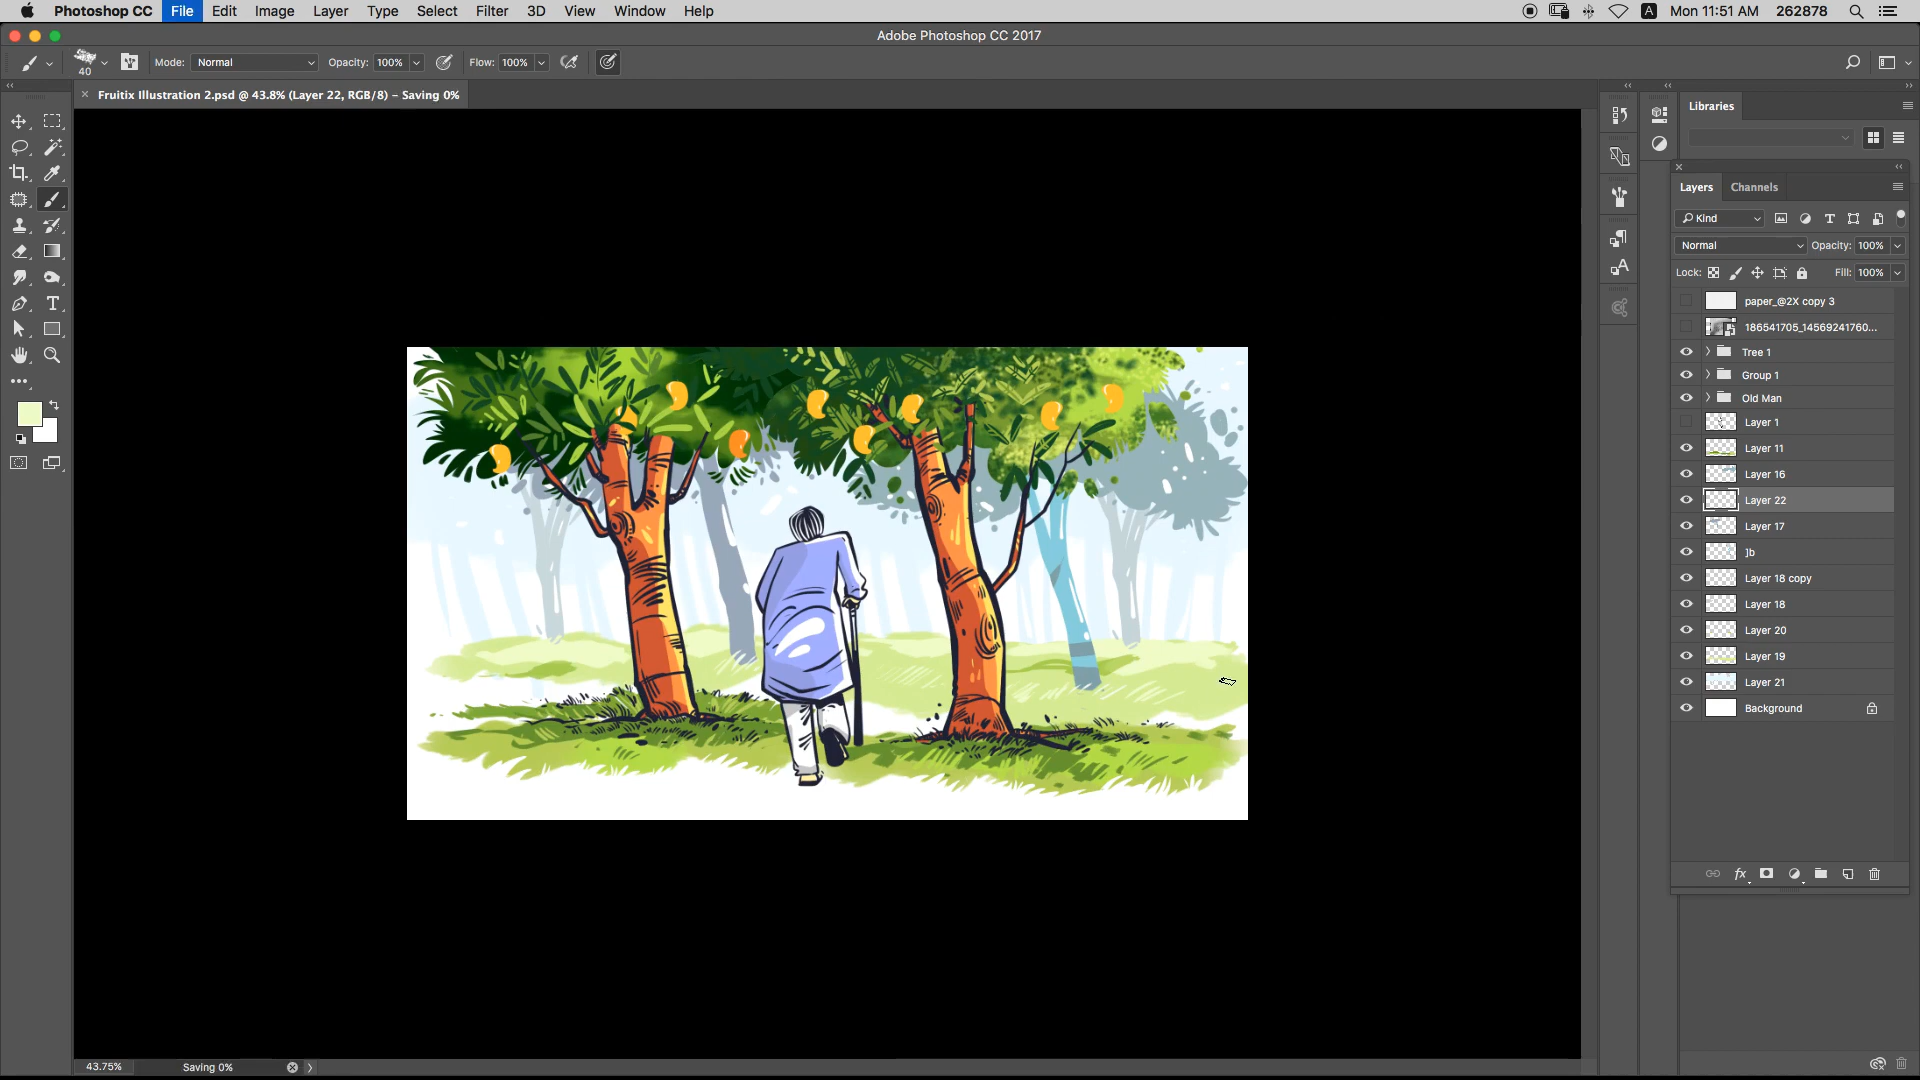 Photoshop CC File Edit Image Layer Type Select Filter 3D View Window Help A Mon 11:51 AM 262878
Adobe Photoshop CC 2017
40 Mode: Normal Opacity: 100% Flow: 100%
Fruitix Illustration 2.psd @ 43.8% (Layer 22, RGB/8) – Saving 0%
Libraries
Layers Channels
Kind
Normal Opacity: 100%
Lock: Fill: 100%
paper_@2X copy 3
186541705_14569241760...
Tree 1
Group 1
Old Man
Layer 1
Layer 11
Layer 16
Layer 22
Layer 17
]b
Layer 18 copy
Layer 18
Layer 20
Layer 19
Layer 21
Background
fx
43.75% Saving 0%